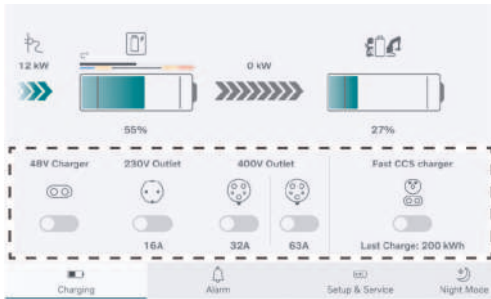 12 kW
0 kW
55%
27%
48V Charger 230V Outlet 400V Outlet Fast CCS charger
16A 32A 63A Last Charge: 200 kWh
Charging Alarm Setup & Service Night Mode